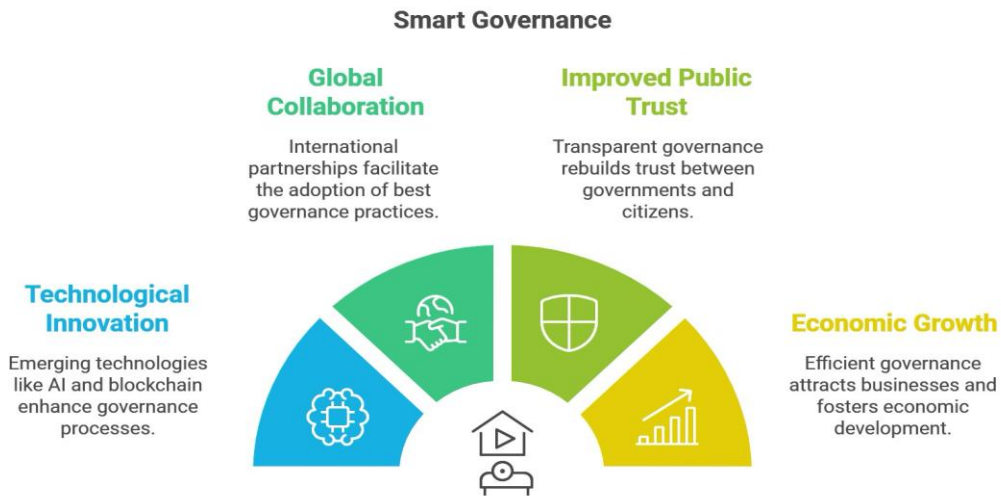 Smart Governance
Global
Collaboration
International
partnerships facilitate
the adoption of best
governance practices.
Improved Public
Trust
Transparent governance
rebuilds trust between
governments and
citizens.
Technological
Innovation
Emerging technologies
like AI and blockchain
enhance governance
processes.
Economic Growth
Efficient governance
attracts businesses and
fosters economic
development.